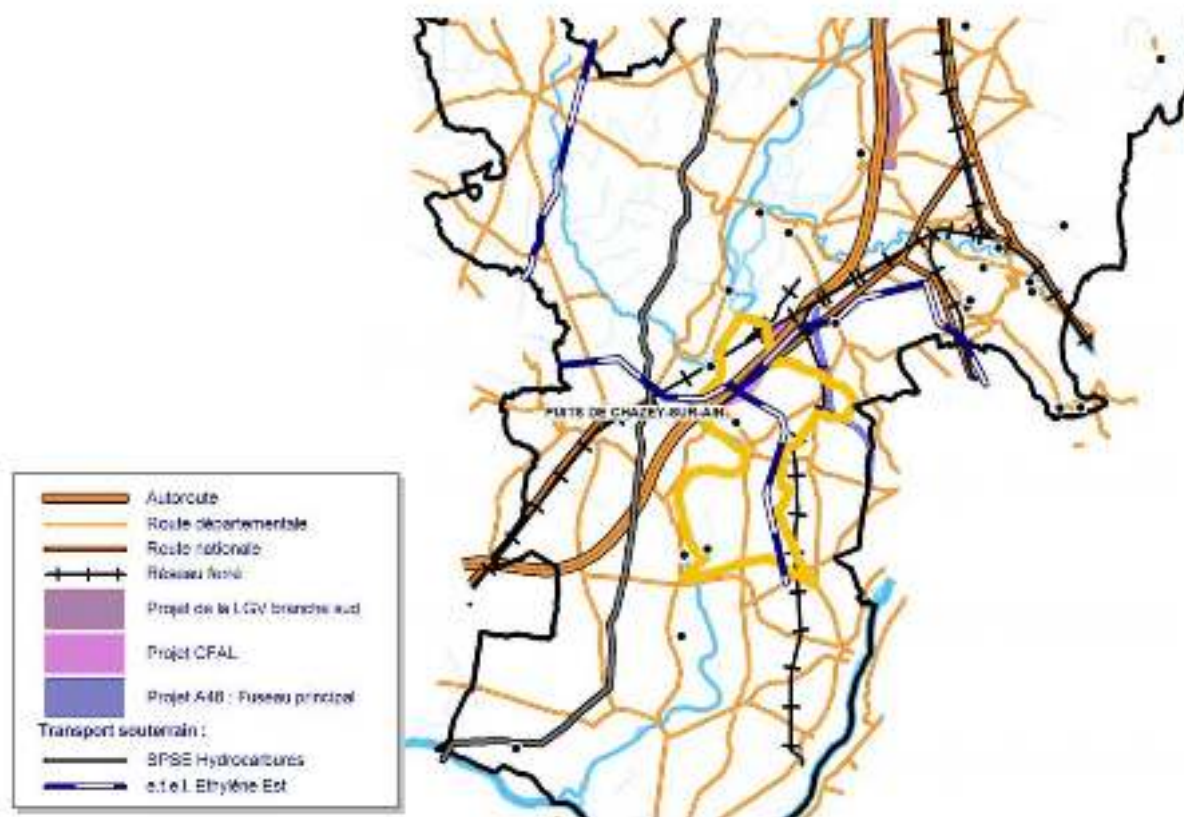 PUITS DE CHAZEY-SUR-AIN
Autoroute
Route départementale
Route nationale
Réseau ferré
Projet de la LGV branche sud
Projet CFAL
Projet A48 : Fuseau principal
Transport souterrain :
SPSE Hydrocarbures
e.t.e.l. Ethylène Est